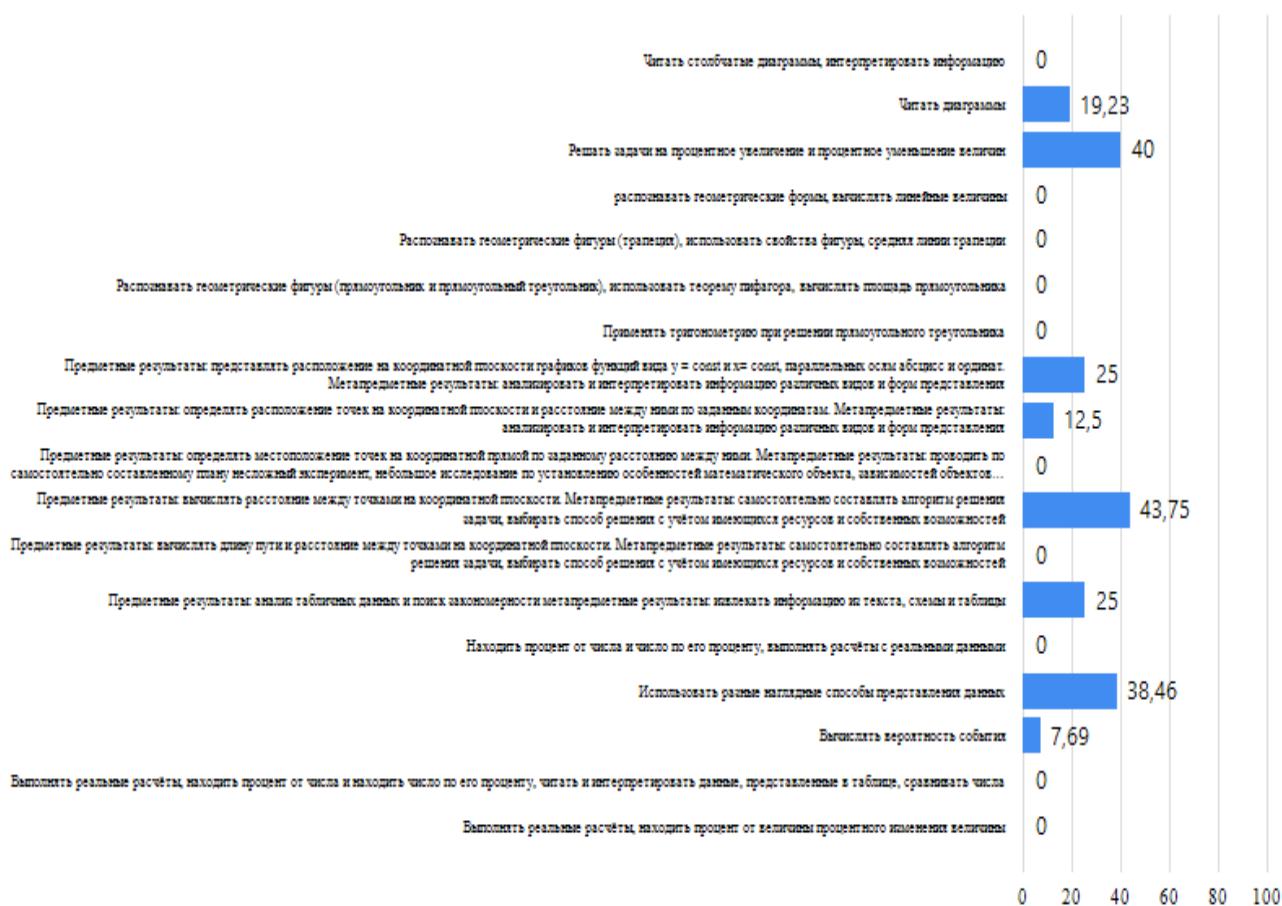 Читать столбчатые диаграммы, интерпретировать информацию 0
Читать диаграммы 19,23
Решать задачи на процентное увеличение и процентное уменьшение величин 40
распознавать геометрические формы, вычислять линейные величины 0
Распознавать геометрические фигуры (трапеция), использовать свойства фигуры, средняя линии трапеции 0
Распознавать геометрические фигуры (прямоугольник и прямоугольный треугольник), использовать теорему пифагора, вычислять площадь прямоугольника 0
Применять тригонометрию при решении прямоугольного треугольника 0
Предметные результаты: представлять расположение на координатной плоскости графиков функций вида y = const и x= const, параллельных осям абсцисс и ординат.
Метапредметные результаты: анализировать и интерпретировать информацию различных видов и форм представления 25
Предметные результаты: определять расположение точек на координатной плоскости и расстояние между ними по заданным координатам. Метапредметные результаты:
анализировать и интерпретировать информацию различных видов и форм представления 12,5
Предметные результаты: определять местоположение точек на координатной прямой по заданному расстоянию между ними. Метапредметные результаты: проводить по
самостоятельно составленному плану несложный эксперимент, небольшое исследование по установлению особенностей математического объекта, зависимостей объектов... 0
Предметные результаты: вычислять расстояние между точками на координатной плоскости. Метапредметные результаты: самостоятельно составлять алгоритм решения
задачи, выбирать способ решения с учётом имеющихся ресурсов и собственных возможностей 43,75
Предметные результаты: вычислять длину пути и расстояние между точками на координатной плоскости. Метапредметные результаты: самостоятельно составлять алгоритм
решения задачи, выбирать способ решения с учётом имеющихся ресурсов и собственных возможностей 0
Предметные результаты: анализ табличных данных и поиск закономерности метапредметные результаты: извлекать информацию из текста, схемы и таблицы 25
Находить процент от числа и число по его проценту, выполнять расчёты с реальными данными 0
Использовать разные наглядные способы представления данных 38,46
Вычислять вероятность события 7,69
Выполнять реальные расчёты, находить процент от числа и находить число по его проценту, читать и интерпретировать данные, представленные в таблице, сравнивать числа 0
Выполнять реальные расчёты, находить процент от величины процентного изменения величины 0
0 20 40 60 80 100